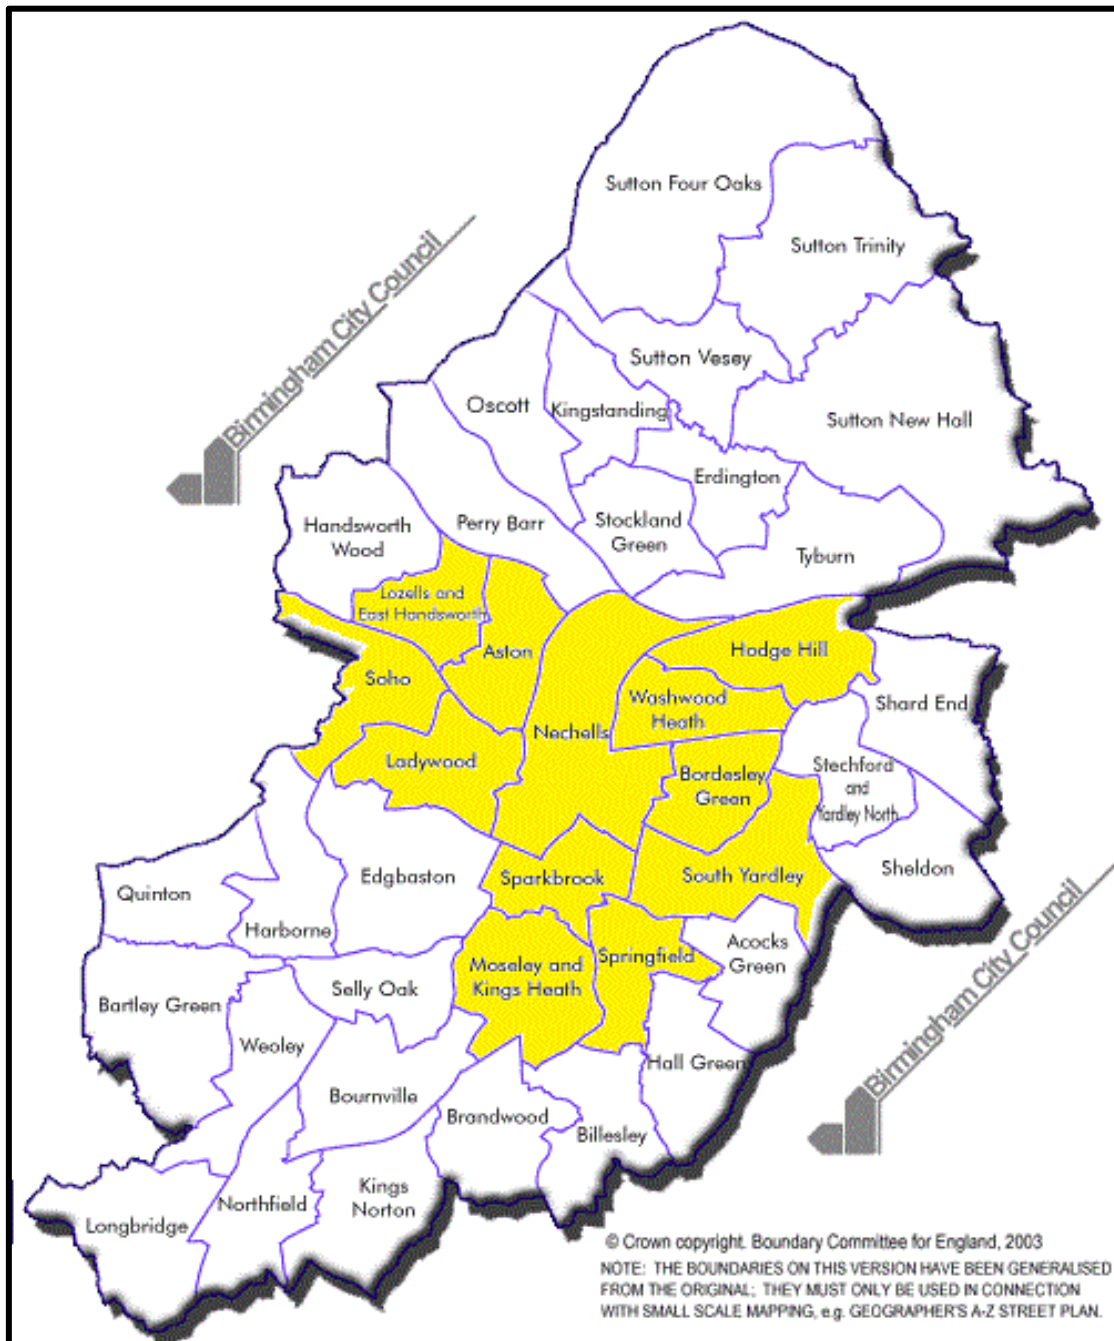 Sutton Four Oaks
Sutton Trinity
Birmingham City Council
Sutton Vesey
Oscott
Kingstanding
Sutton New Hall
Erdington
Handsworth
Wood
Perry Barr
Stockland
Green
Tyburn
Lozells and
East Handsworth
Aston
Hodge Hill
Soho
Washwood
Heath
Shard End
Nechells
Ladywood
Bordesley
Green
Stechford
and
Yardley North
Edgbaston
Sparkbrook
South Yardley
Sheldon
Quinton
Harborne
Acocks
Green
Springfield
Moseley and
Kings Heath
Selly Oak
Bartley Green
Weoley
Birmingham City Council
Hall Green
Bournville
Brandwood
Billesley
Kings
Norton
Northfield
Longbridge
© Crown copyright. Boundary Committee for England, 2003
NOTE: THE BOUNDARIES ON THIS VERSION HAVE BEEN GENERALISED
FROM THE ORIGINAL; THEY MUST ONLY BE USED IN CONNECTION
WITH SMALL SCALE MAPPING, e.g. GEOGRAPHER'S A-Z STREET PLAN.